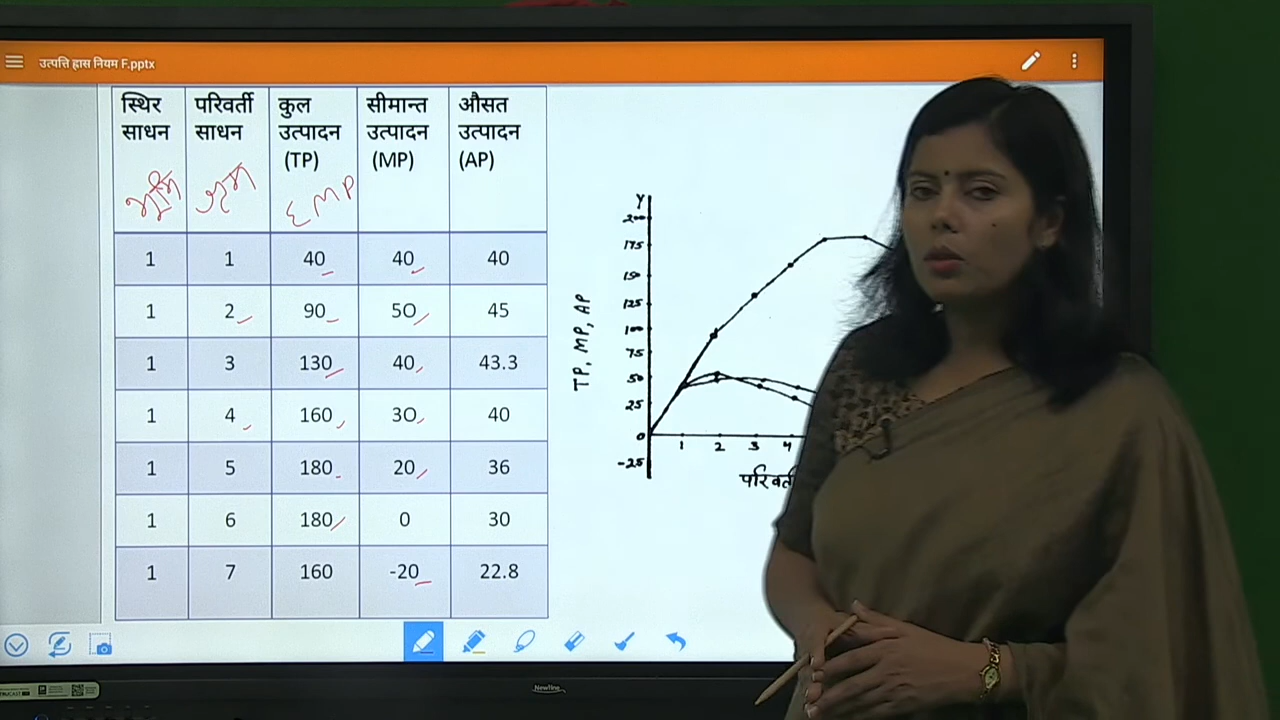 उत्पत्ति ह्रास नियम F.pptx
स्थिर साधन
परिवर्ती साधन
कुल उत्पादन (TP)
सीमान्त उत्पादन (MP)
औसत उत्पादन (AP)
भूमि श्रम ΣMP
1 1 40 40 40
1 2 90 50 45
1 3 130 40 43.3
1 4 160 30 40
1 5 180 20 36
1 6 180 0 30
1 7 160 -20 22.8
Y
200
175
150
125
100
75
50
25
0
-25
TP, MP, AP
1 2 3 4
Newline